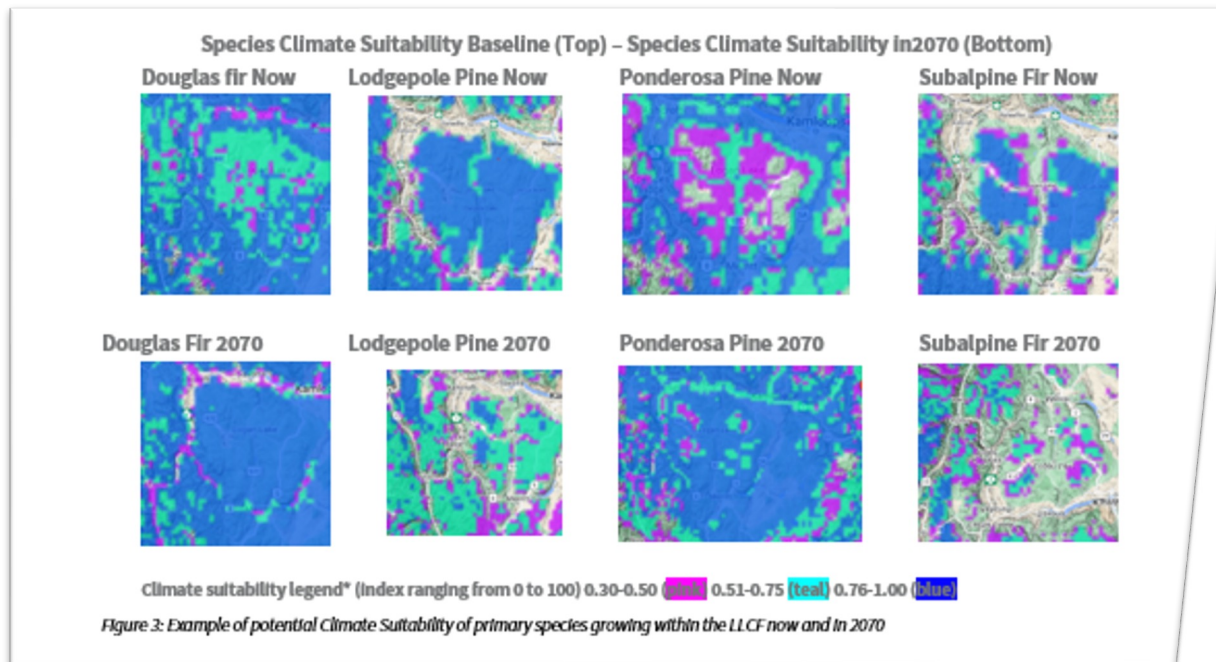 Species Climate Suitability Baseline (Top) – Species Climate Suitability in2070 (Bottom)
Douglas fir Now Lodgepole Pine Now Ponderosa Pine Now Subalpine Fir Now
Douglas Fir 2070 Lodgepole Pine 2070 Ponderosa Pine 2070 Subalpine Fir 2070
Climate suitability legend* (index ranging from 0 to 100) 0.30-0.50 (pink) 0.51-0.75 (teal) 0.76-1.00 (blue)
Figure 3: Example of potential Climate Suitability of primary species growing within the LLCF now and in 2070